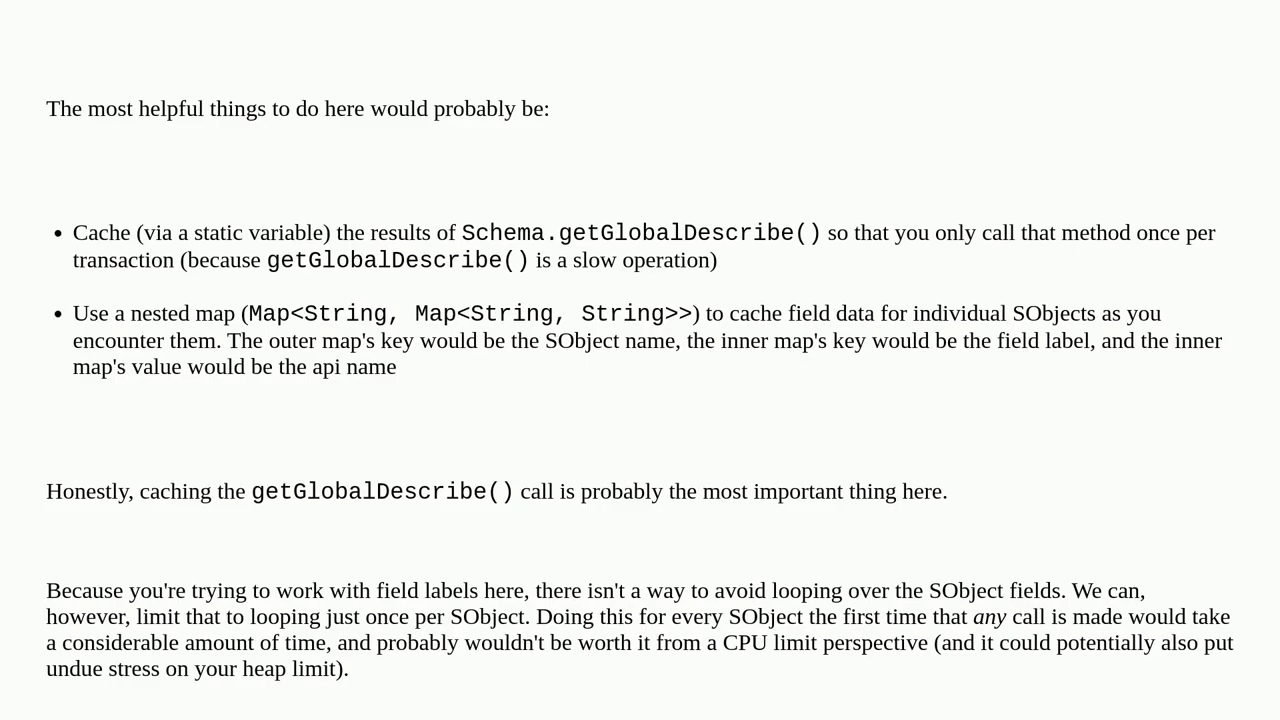 The most helpful things to do here would probably be:
• Cache (via a static variable) the results of Schema.getGlobalDescribe() so that you only call that method once per
transaction (because getGlobalDescribe() is a slow operation)
• Use a nested map (Map<String, Map<String, String>>) to cache field data for individual SObjects as you
encounter them. The outer map's key would be the SObject name, the inner map's key would be the field label, and the inner
map's value would be the api name
Honestly, caching the getGlobalDescribe() call is probably the most important thing here.
Because you're trying to work with field labels here, there isn't a way to avoid looping over the SObject fields. We can,
however, limit that to looping just once per SObject. Doing this for every SObject the first time that any call is made would take
a considerable amount of time, and probably wouldn't be worth it from a CPU limit perspective (and it could potentially also put
undue stress on your heap limit).